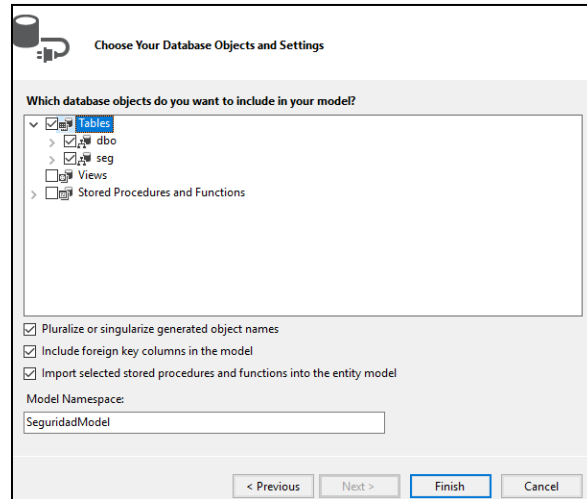 Choose Your Database Objects and Settings
Which database objects do you want to include in your model?
Tables
dbo
seg
Views
Stored Procedures and Functions
Pluralize or singularize generated object names
Include foreign key columns in the model
Import selected stored procedures and functions into the entity model
Model Namespace:
SeguridadModel
< Previous Next > Finish Cancel